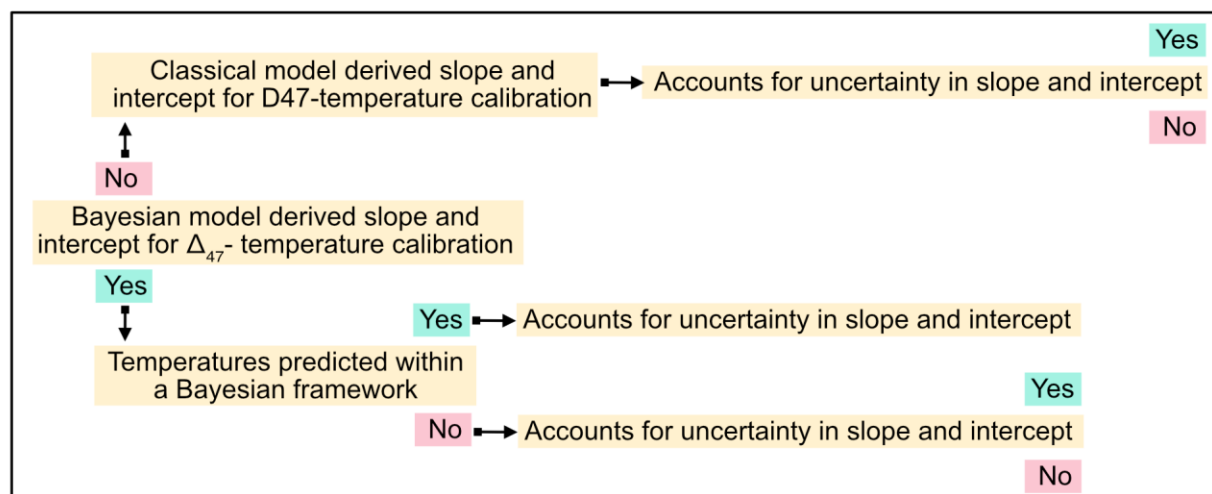 Yes
Classical model derived slope and
intercept for D47-temperature calibration
Accounts for uncertainty in slope and intercept
No
No
Bayesian model derived slope and
intercept for Δ47- temperature calibration
Yes
Yes
Accounts for uncertainty in slope and intercept
Temperatures predicted within
a Bayesian framework
Yes
No
Accounts for uncertainty in slope and intercept
No